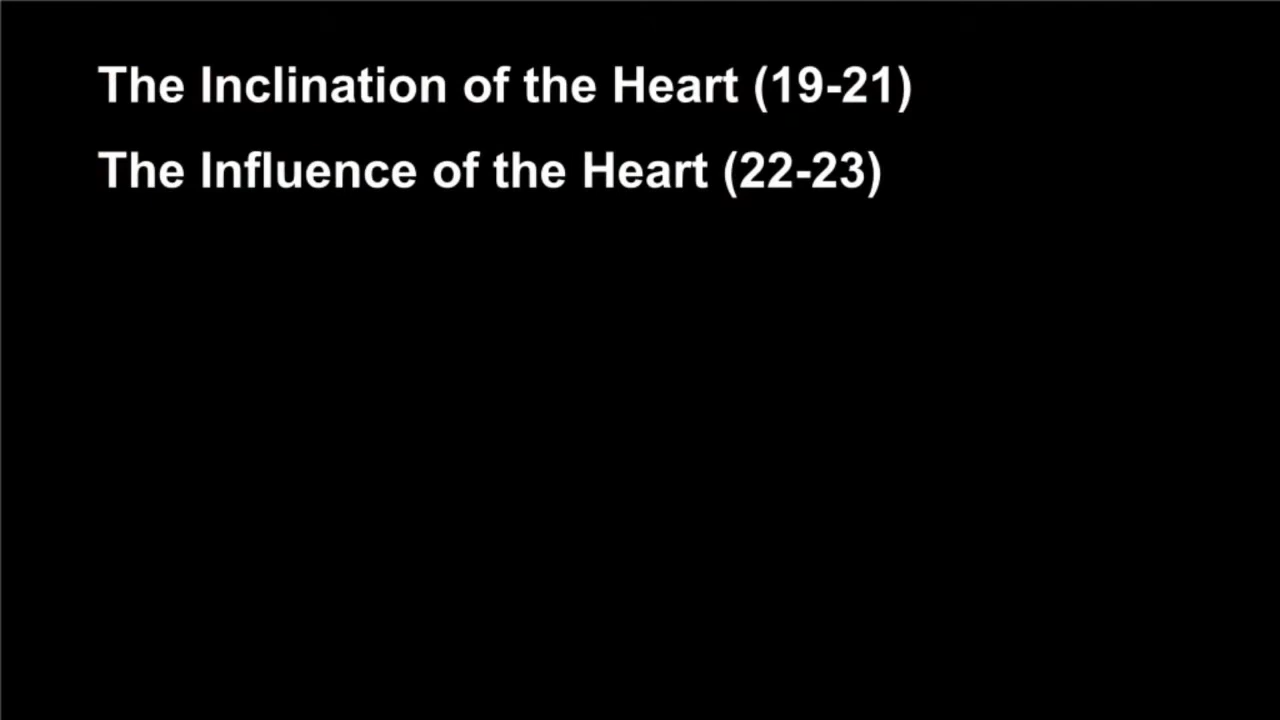 The Inclination of the Heart (19-21)
The Influence of the Heart (22-23)